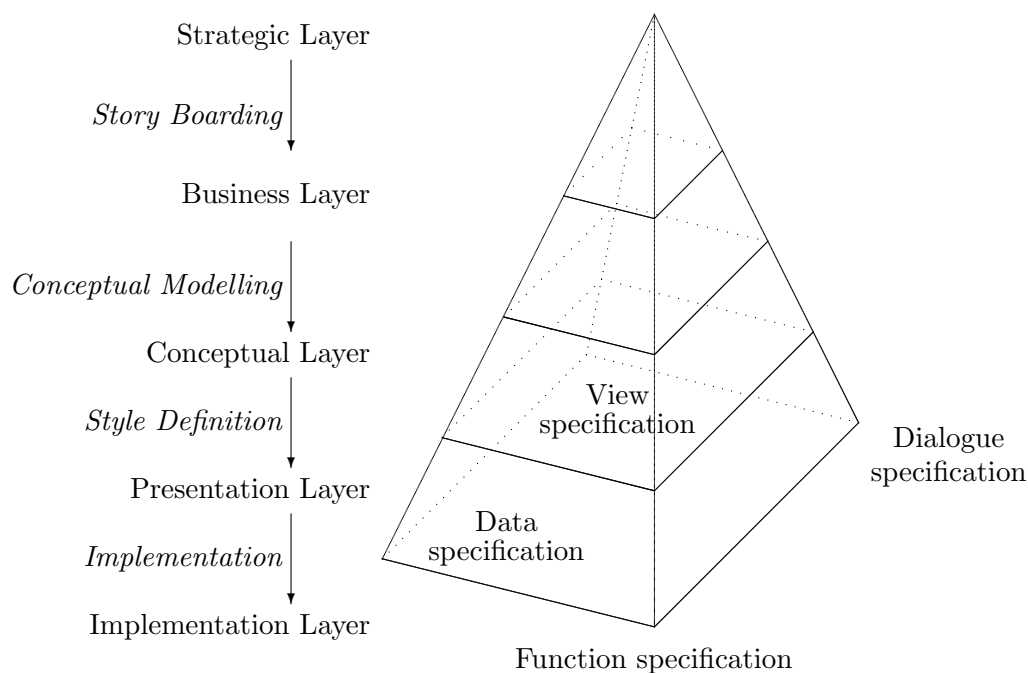 Strategic Layer
Story Boarding
Business Layer
Conceptual Modelling
Conceptual Layer
Style Definition
Presentation Layer
Implementation
Implementation Layer
View
specification
Data
specification
Dialogue
specification
Function specification